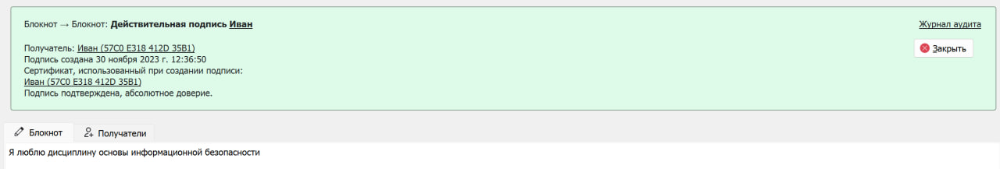 Блокнот → Блокнот: Действительная подпись Иван
Журнал аудита
Получатель: Иван (57C0 E318 412D 35B1)
Закрыть
Подпись создана 30 ноября 2023 г. 12:36:50
Сертификат, использованный при создании подписи:
Иван (57C0 E318 412D 35B1)
Подпись подтверждена, абсолютное доверие.
Блокнот
Получатели
Я люблю дисциплину основы информационной безопасности